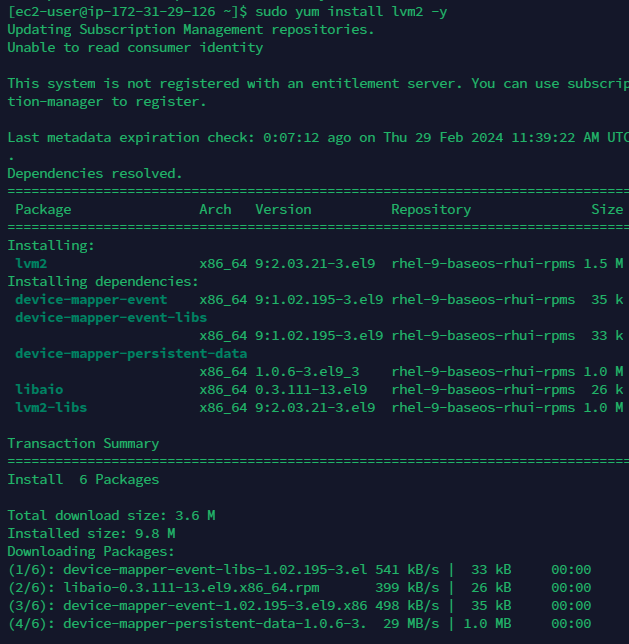 [ec2-user@ip-172-31-29-126 ~]$ sudo yum install lvm2 -y
Updating Subscription Management repositories.
Unable to read consumer identity

This system is not registered with an entitlement server. You can use subscrip
tion-manager to register.

Last metadata expiration check: 0:07:12 ago on Thu 29 Feb 2024 11:39:22 AM UTC
.
Dependencies resolved.
==============================================================================
 Package                Arch   Version          Repository               Size
==============================================================================
Installing:
 lvm2                   x86_64 9:2.03.21-3.el9  rhel-9-baseos-rhui-rpms 1.5 M
Installing dependencies:
 device-mapper-event    x86_64 9:1.02.195-3.el9 rhel-9-baseos-rhui-rpms  35 k
 device-mapper-event-libs
                        x86_64 9:1.02.195-3.el9 rhel-9-baseos-rhui-rpms  33 k
 device-mapper-persistent-data
                        x86_64 1.0.6-3.el9_3    rhel-9-baseos-rhui-rpms 1.0 M
 libaio                 x86_64 0.3.111-13.el9   rhel-9-baseos-rhui-rpms  26 k
 lvm2-libs              x86_64 9:2.03.21-3.el9  rhel-9-baseos-rhui-rpms 1.0 M

Transaction Summary
==============================================================================
Install  6 Packages

Total download size: 3.6 M
Installed size: 9.8 M
Downloading Packages:
(1/6): device-mapper-event-libs-1.02.195-3.el 541 kB/s |  33 kB     00:00
(2/6): libaio-0.3.111-13.el9.x86_64.rpm       399 kB/s |  26 kB     00:00
(3/6): device-mapper-event-1.02.195-3.el9.x86 498 kB/s |  35 kB     00:00
(4/6): device-mapper-persistent-data-1.0.6-3.  29 MB/s | 1.0 MB     00:00